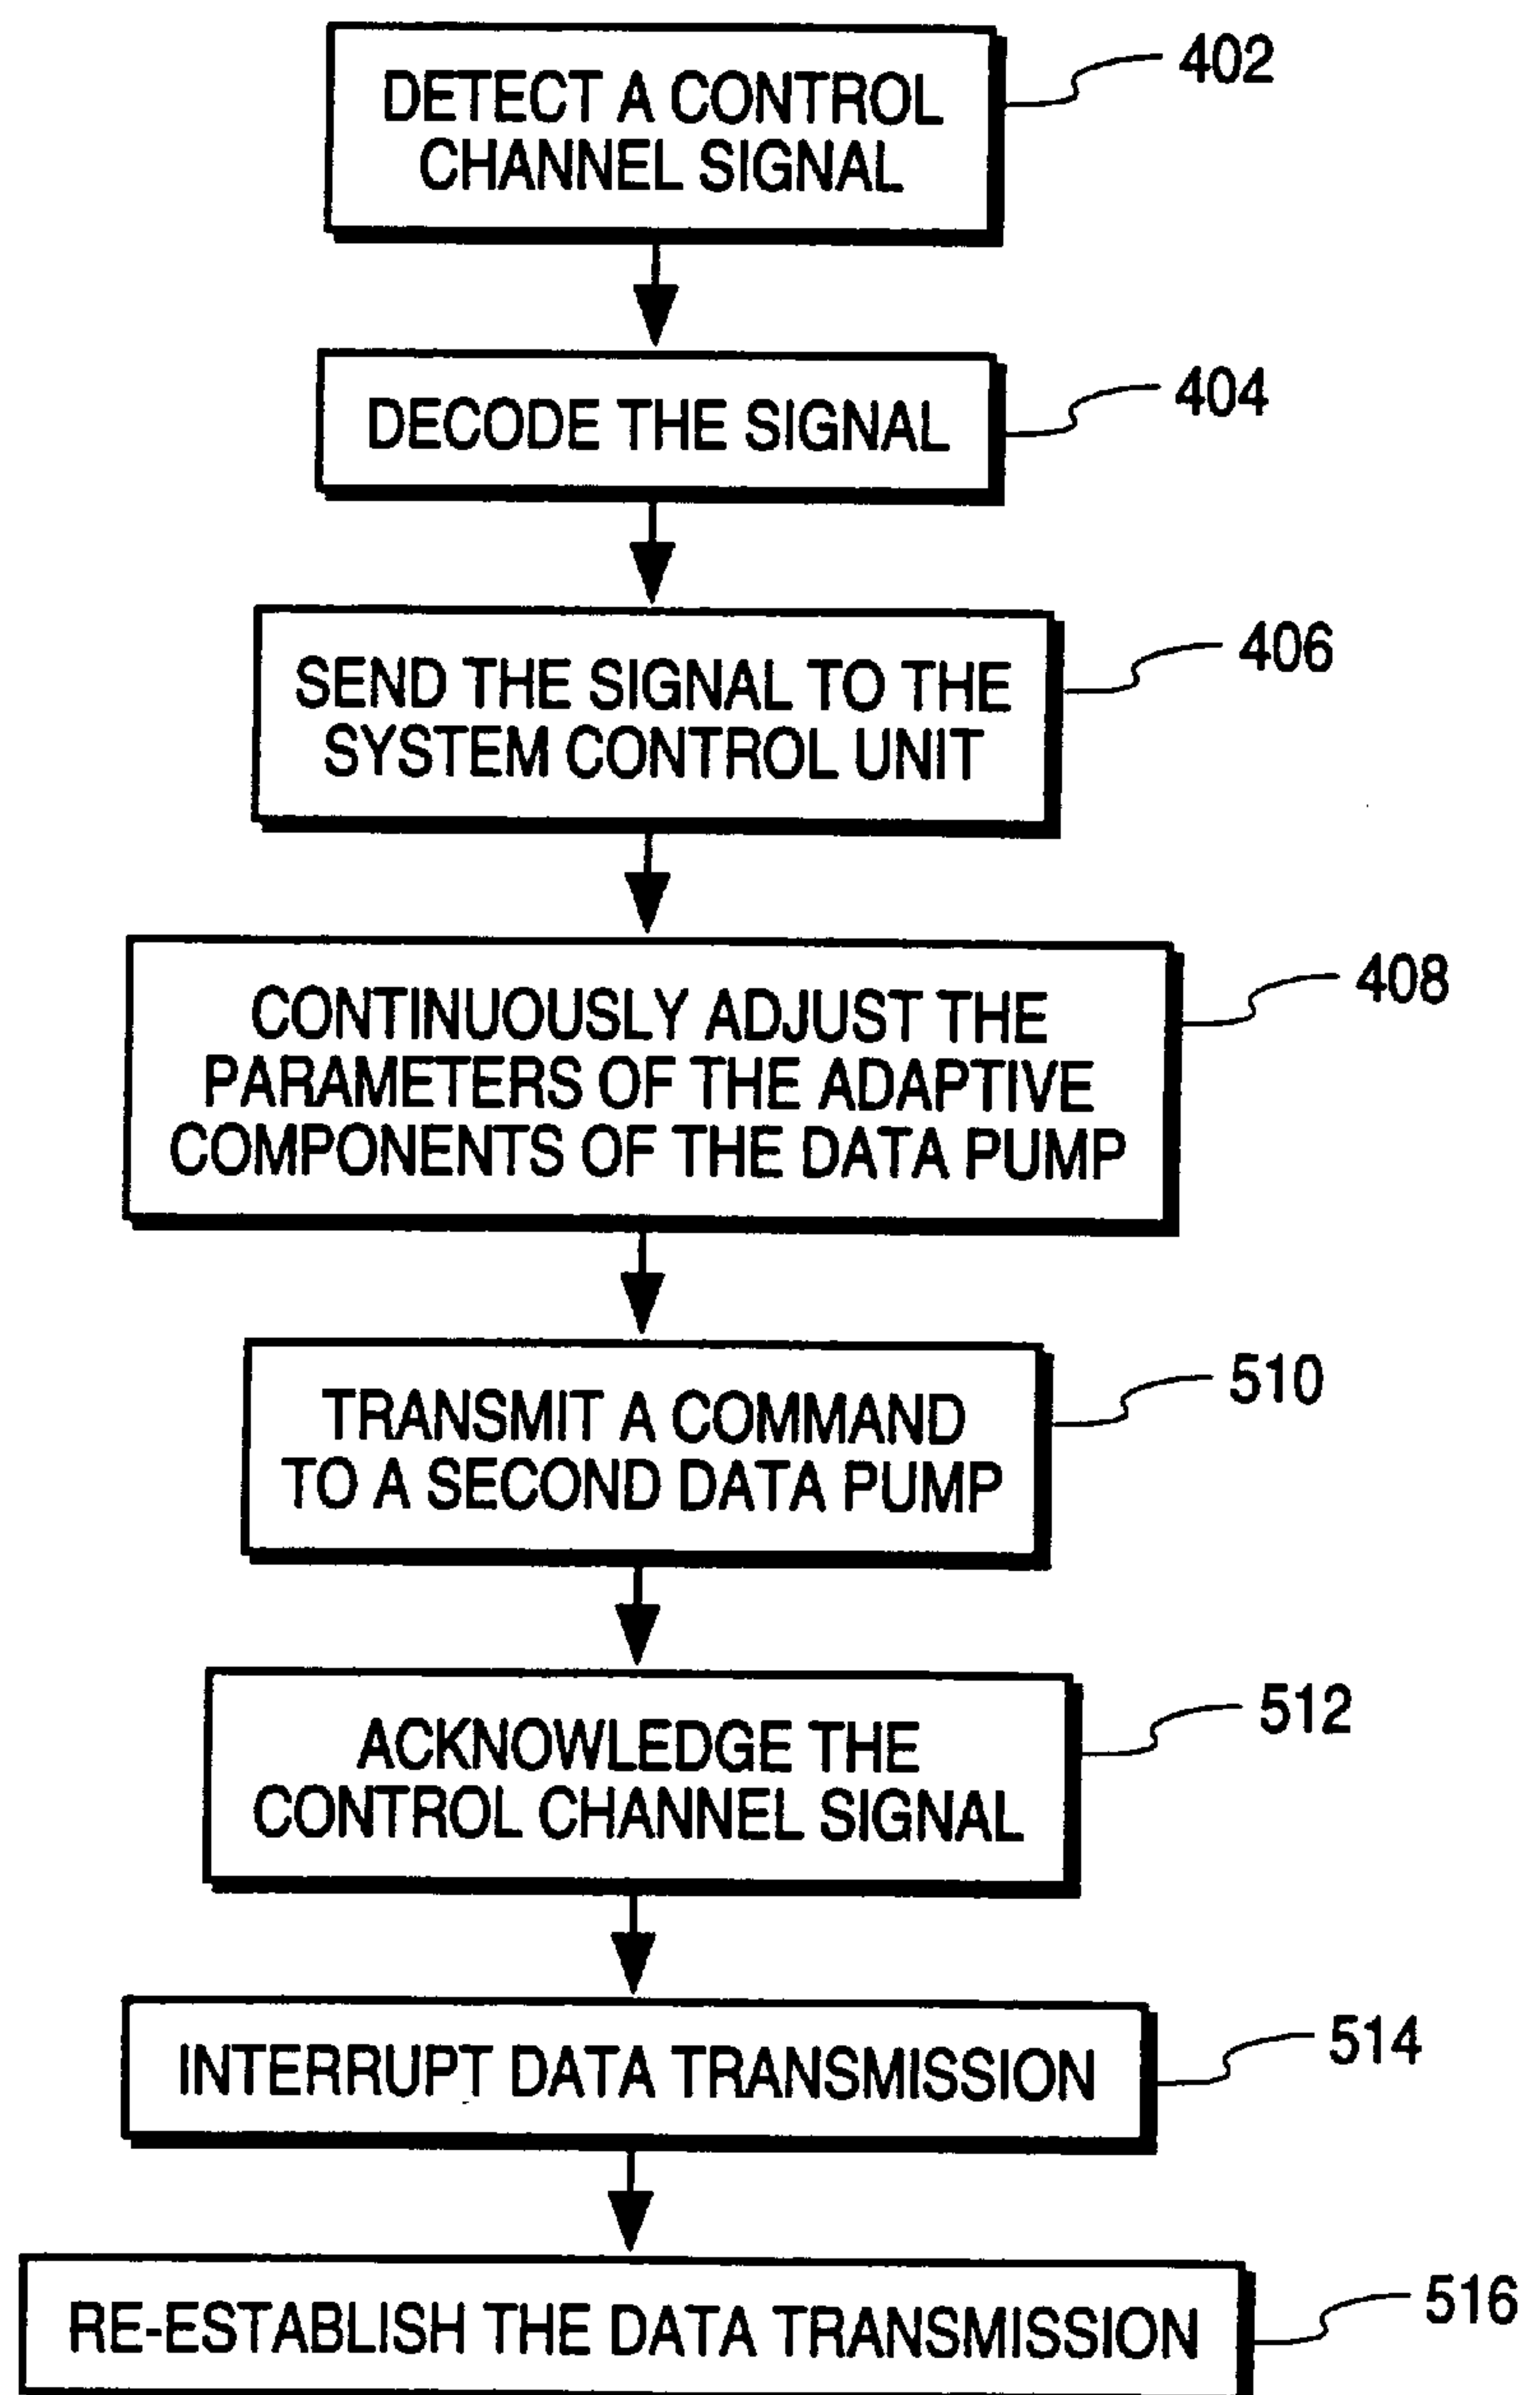 DETECT A CONTROL
CHANNEL SIGNAL
402
DECODE THE SIGNAL
404
SEND THE SIGNAL TO THE
SYSTEM CONTROL UNIT
406
CONTINUOUSLY ADJUST THE
PARAMETERS OF THE ADAPTIVE
COMPONENTS OF THE DATA PUMP
408
TRANSMIT A COMMAND
TO A SECOND DATA PUMP
510
ACKNOWLEDGE THE
CONTROL CHANNEL SIGNAL
512
INTERRUPT DATA TRANSMISSION
514
RE-ESTABLISH THE DATA TRANSMISSION
516